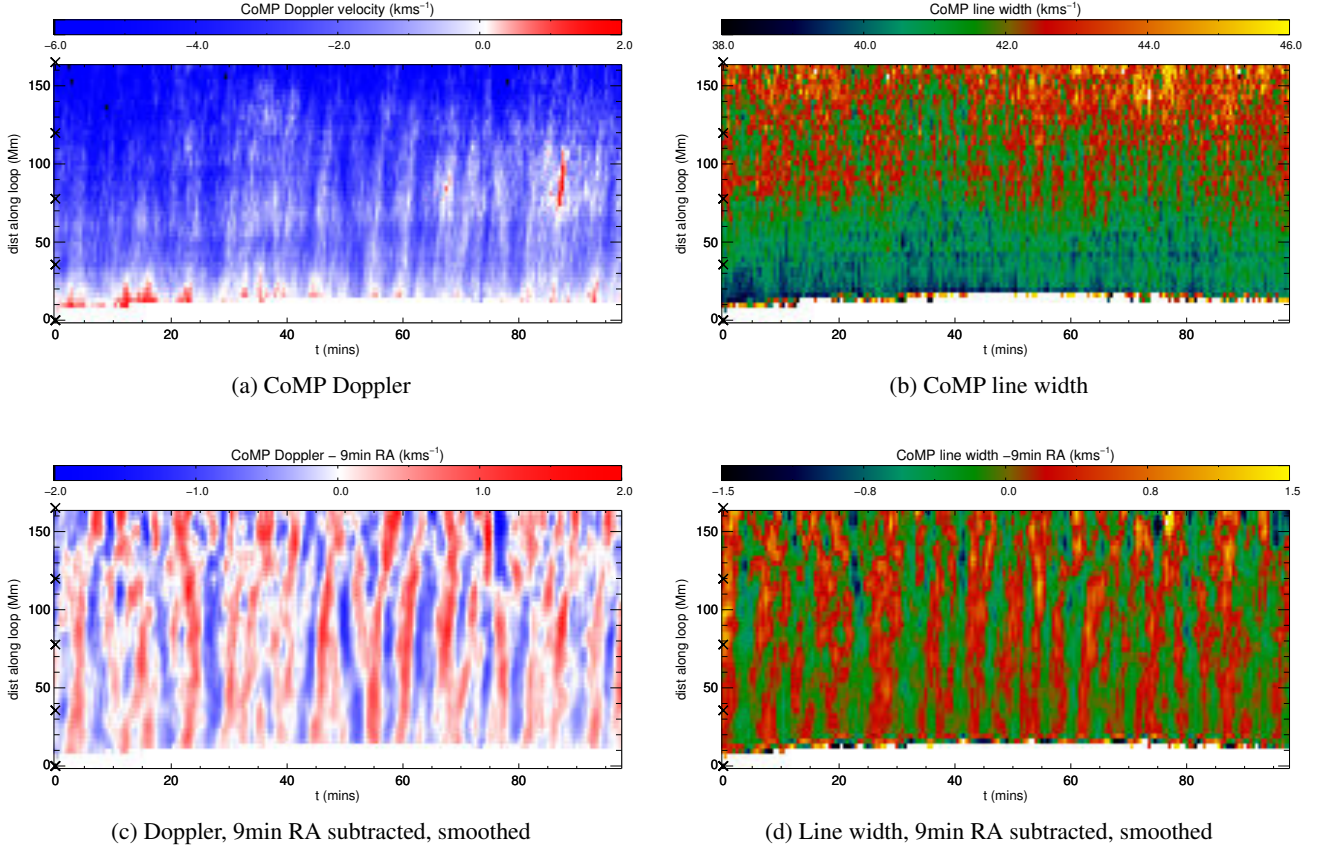 CoMP Doppler velocity (kms⁻¹)
−6.0 −4.0 −2.0 0.0 2.0
150
100
50
0
dist along loop (Mm)
20 40 60 80
t (mins)
(a) CoMP Doppler
CoMP line width (kms⁻¹)
38.0 40.0 42.0 44.0 46.0
150
100
50
0
dist along loop (Mm)
20 40 60 80
t (mins)
(b) CoMP line width
CoMP Doppler − 9min RA (kms⁻¹)
−2.0 −1.0 0.0 1.0 2.0
150
100
50
0
dist along loop (Mm)
20 40 60 80
t (mins)
(c) Doppler, 9min RA subtracted, smoothed
CoMP line width −9min RA (kms⁻¹)
−1.5 −0.8 0.0 0.8 1.5
150
100
50
0
dist along loop (Mm)
20 40 60 80
t (mins)
(d) Line width, 9min RA subtracted, smoothed